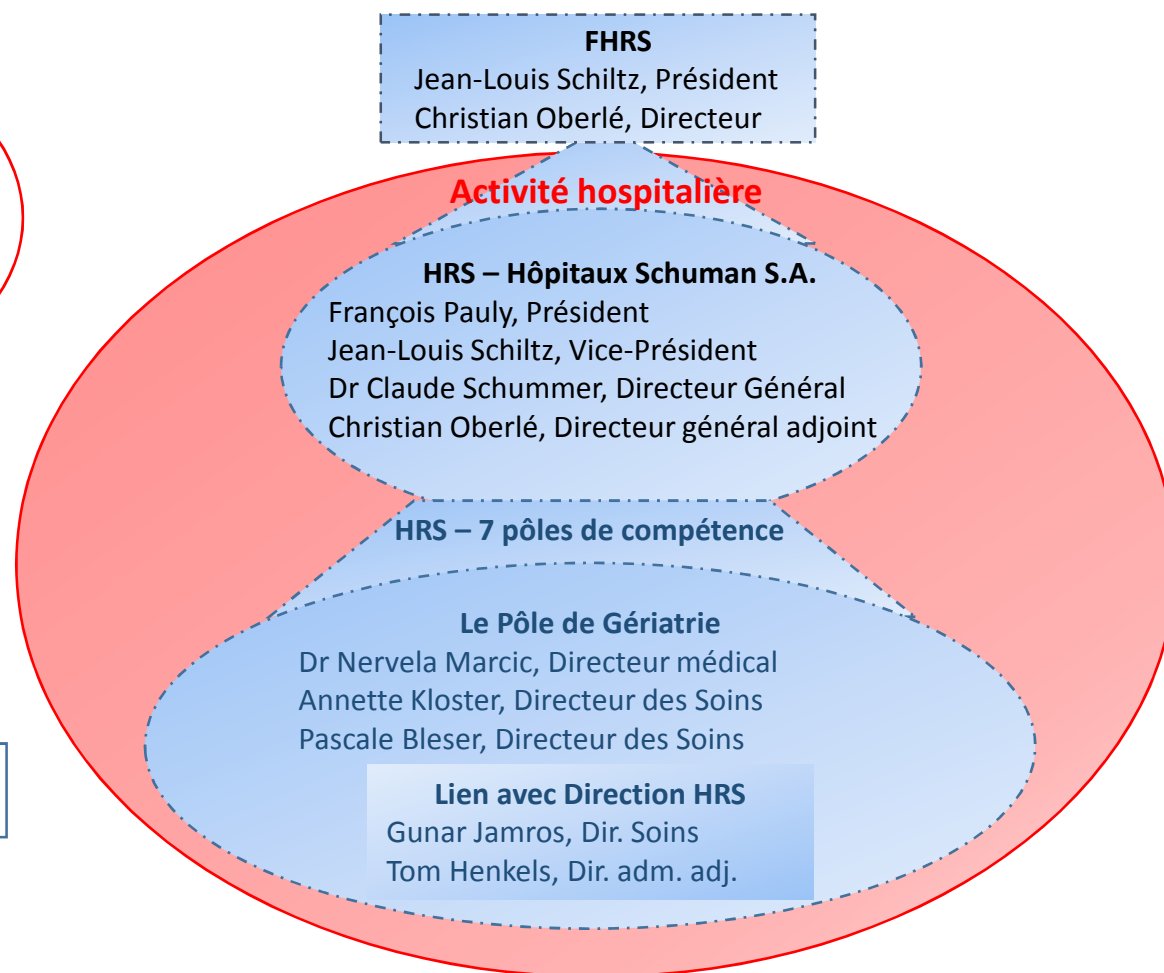 FHRS
Jean-Louis Schiltz, Président
Christian Oberlé, Directeur
Activité hospitalière
HRS – Hôpitaux Schuman S.A.
François Pauly, Président
Jean-Louis Schiltz, Vice-Président
Dr Claude Schummer, Directeur Général
Christian Oberlé, Directeur général adjoint
HRS – 7 pôles de compétence
Le Pôle de Gériatrie
Dr Nervela Marcic, Directeur médical
Annette Kloster, Directeur des Soins
Pascale Bleser, Directeur des Soins
Lien avec Direction HRS
Gunar Jamros, Dir. Soins
Tom Henkels, Dir. adm. adj.